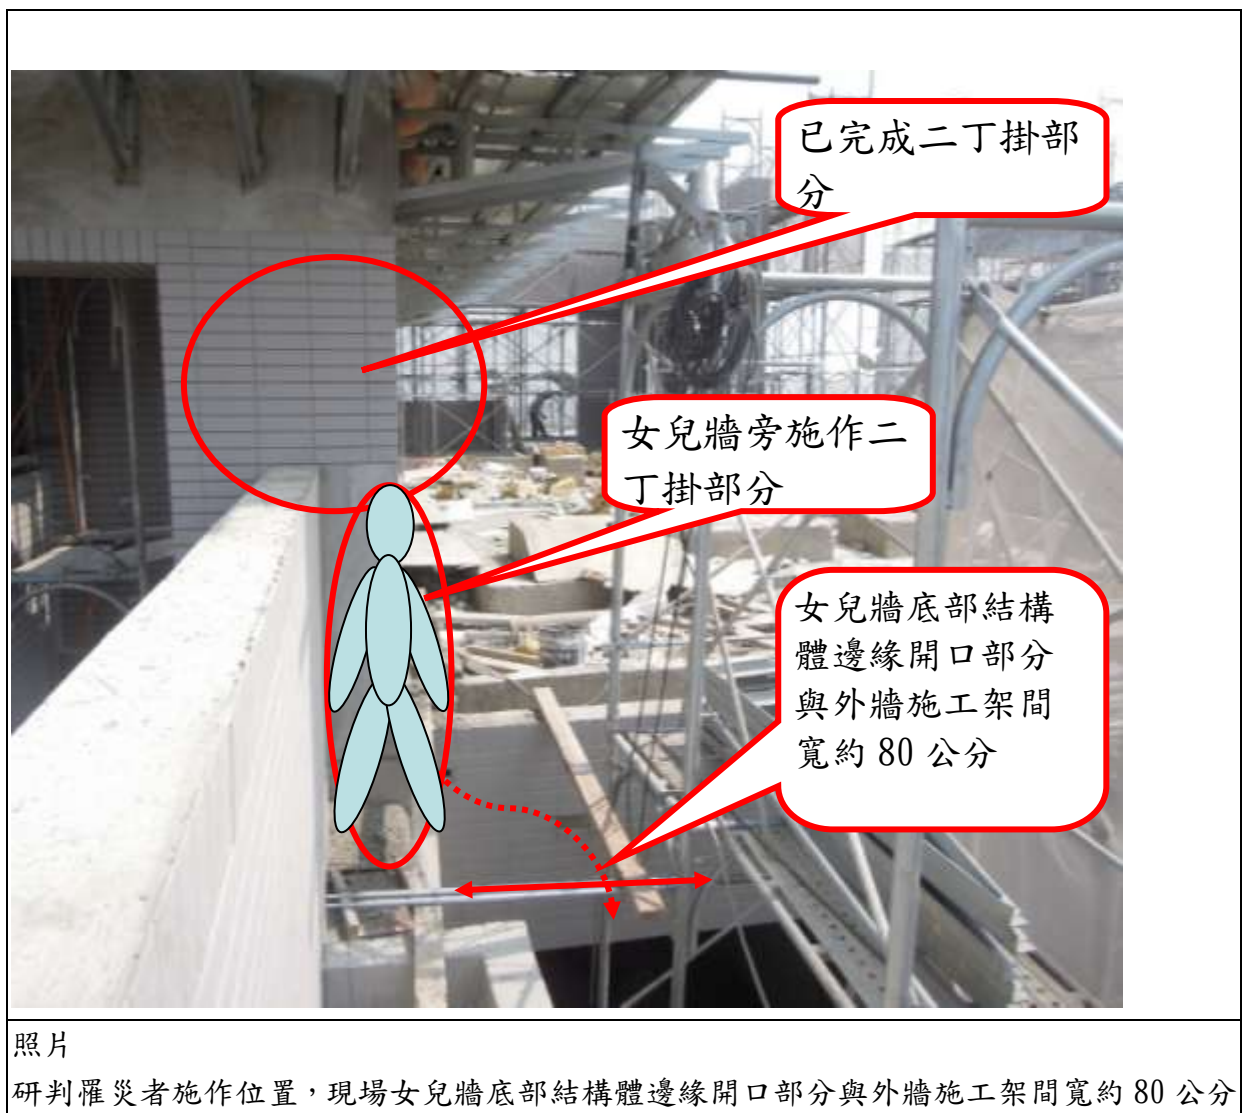 已完成二丁掛部
分
女兒牆旁施作二
丁掛部分
女兒牆底部結構
體邊緣開口部分
與外牆施工架間
寬約 80 公分
照片
研判罹災者施作位置，現場女兒牆底部結構體邊緣開口部分與外牆施工架間寬約 80 公分